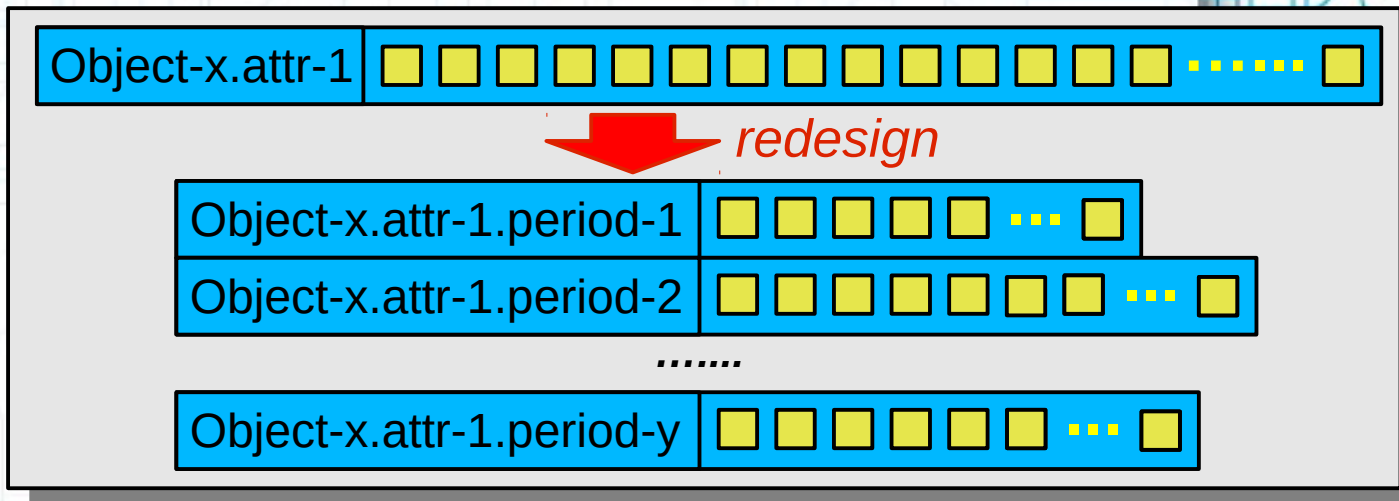 Object-x.attr-1
redesign
Object-x.attr-1.period-1
Object-x.attr-1.period-2
.......
Object-x.attr-1.period-y